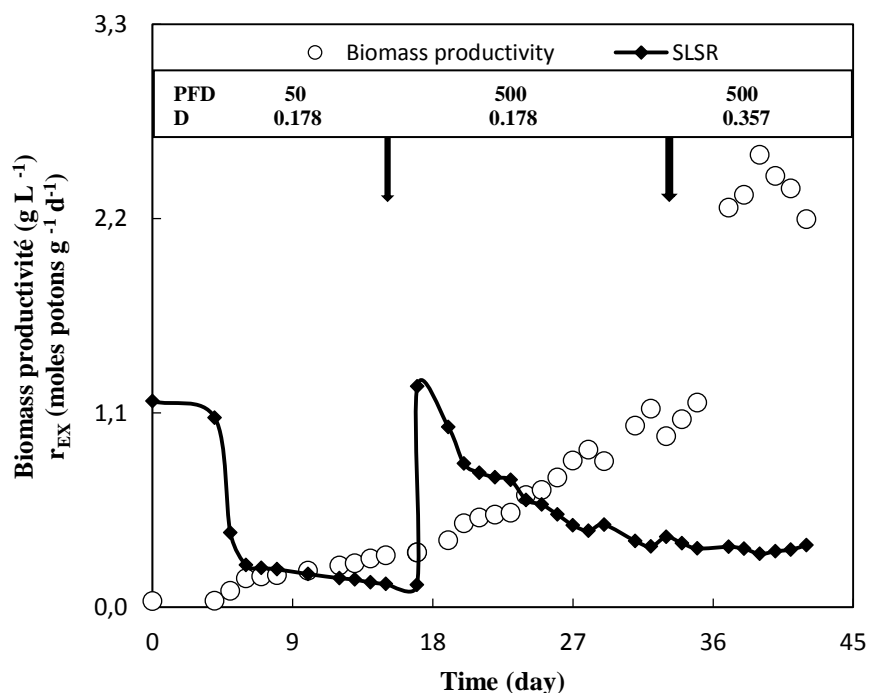 3,3
Biomass productivity SLSR
PFD 50 500 500
D 0.178 0.178 0.357
2,2
1,1
0,0
0 9 18 27 36 45
Time (day)
Biomass productivité (g L -1)
rEX (moles potons g -1 d-1)